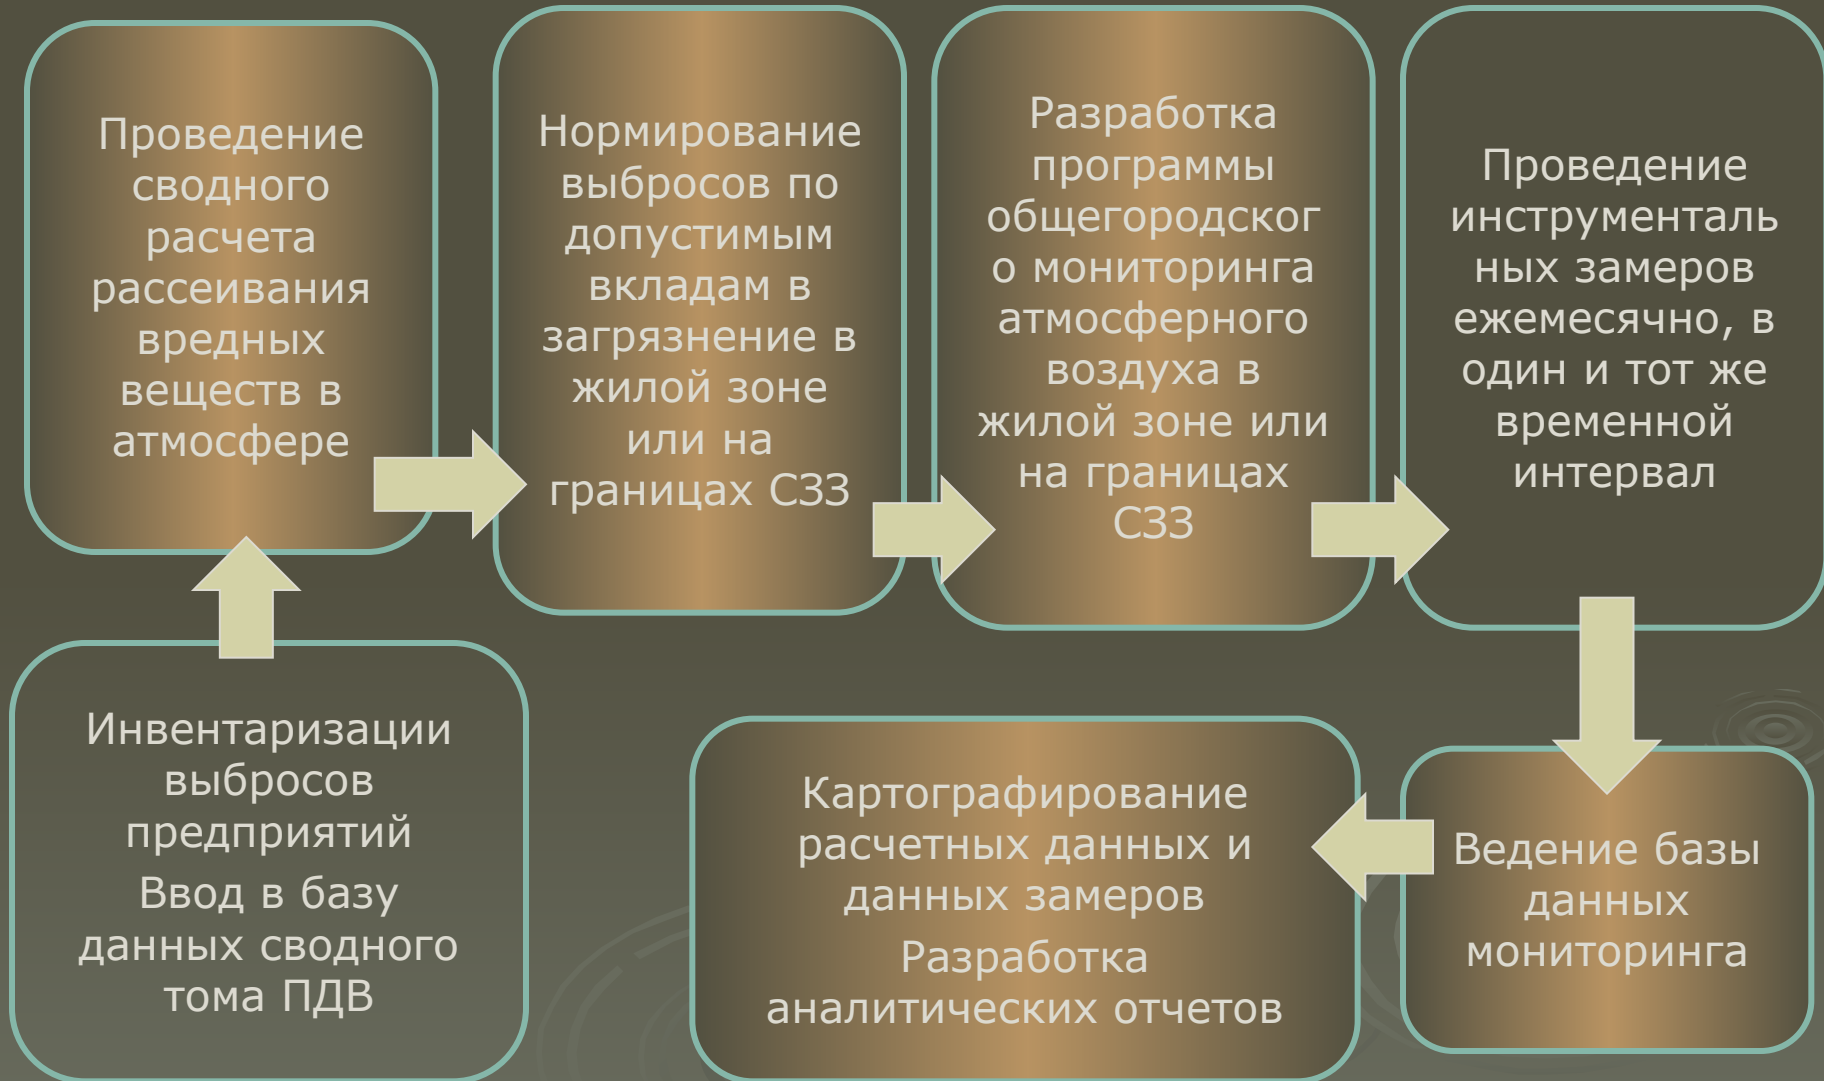 Проведение
сводного
расчета
рассеивания
вредных
веществ в
атмосфере
Нормирование
выбросов по
допустимым
вкладам в
загрязнение в
жилой зоне
или на
границах СЗЗ
Разработка
программы
общегородског
о мониторинга
атмосферного
воздуха в
жилой зоне или
на границах
СЗЗ
Проведение
инструменталь
ных замеров
ежемесячно, в
один и тот же
временной
интервал
Инвентаризации
выбросов
предприятий
Ввод в базу
данных сводного
тома ПДВ
Картографирование
расчетных данных и
данных замеров
Разработка
аналитических отчетов
Ведение базы
данных
мониторинга